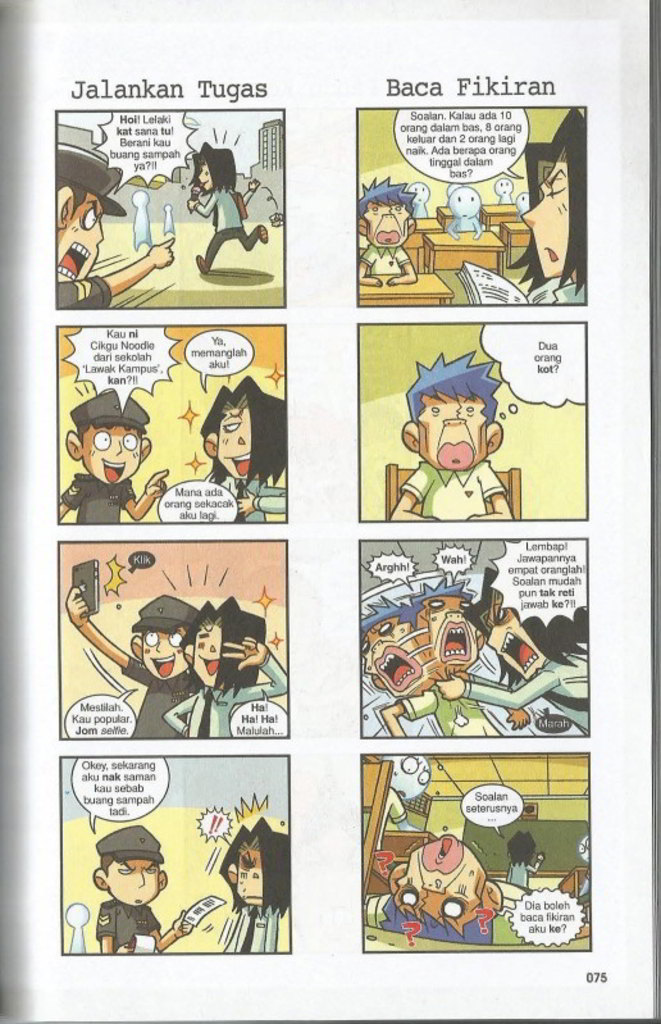 Jalankan Tugas
Hoi! Lelaki
kat sana tu!
Berani kau
buang sampah
ya?!!
Kau ni
Cikgu Noodle
dari sekolah
'Lawak Kampus',
kan?!!
Ya,
memanglah
aku!
Mana ada
orang sekacak
aku lagi.
Klik
Mestilah.
Kau popular.
Jom selfie.
Ha!
Ha! Ha!
Malulah...
Okey, sekarang
aku nak saman
kau sebab
buang sampah
tadi.
!!
Baca Fikiran
Soalan. Kalau ada 10
orang dalam bas, 8 orang
keluar dan 2 orang lagi
naik. Ada berapa orang
tinggal dalam
bas?
Dua
orang
kot?
Arghh!
Wah!
Lembap!
Jawapannya
empat oranglah!
Soalan mudah
pun tak reti
jawab ke?!!
Marah
Soalan
seterusnya
...
?
?
?
Dia boleh
baca fikiran
aku ke?
075